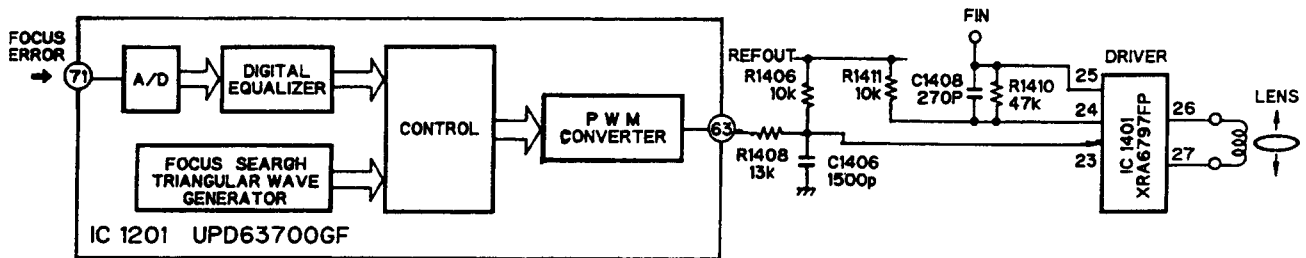 FOCUS
ERROR
71
A/D
DIGITAL
EQUALIZER
FOCUS SEARGH
TRIANGULAR WAVE
GENERATOR
CONTROL
PWM
CONVERTER
63
IC 1201 UPD63700GF
REFOUT
R1406
10k
R1408
13k
C1406
1500p
R1411
10k
FIN
C1408
270P
R1410
47k
DRIVER
25
24
23
IC 1401
XRA6797FP
26
27
LENS